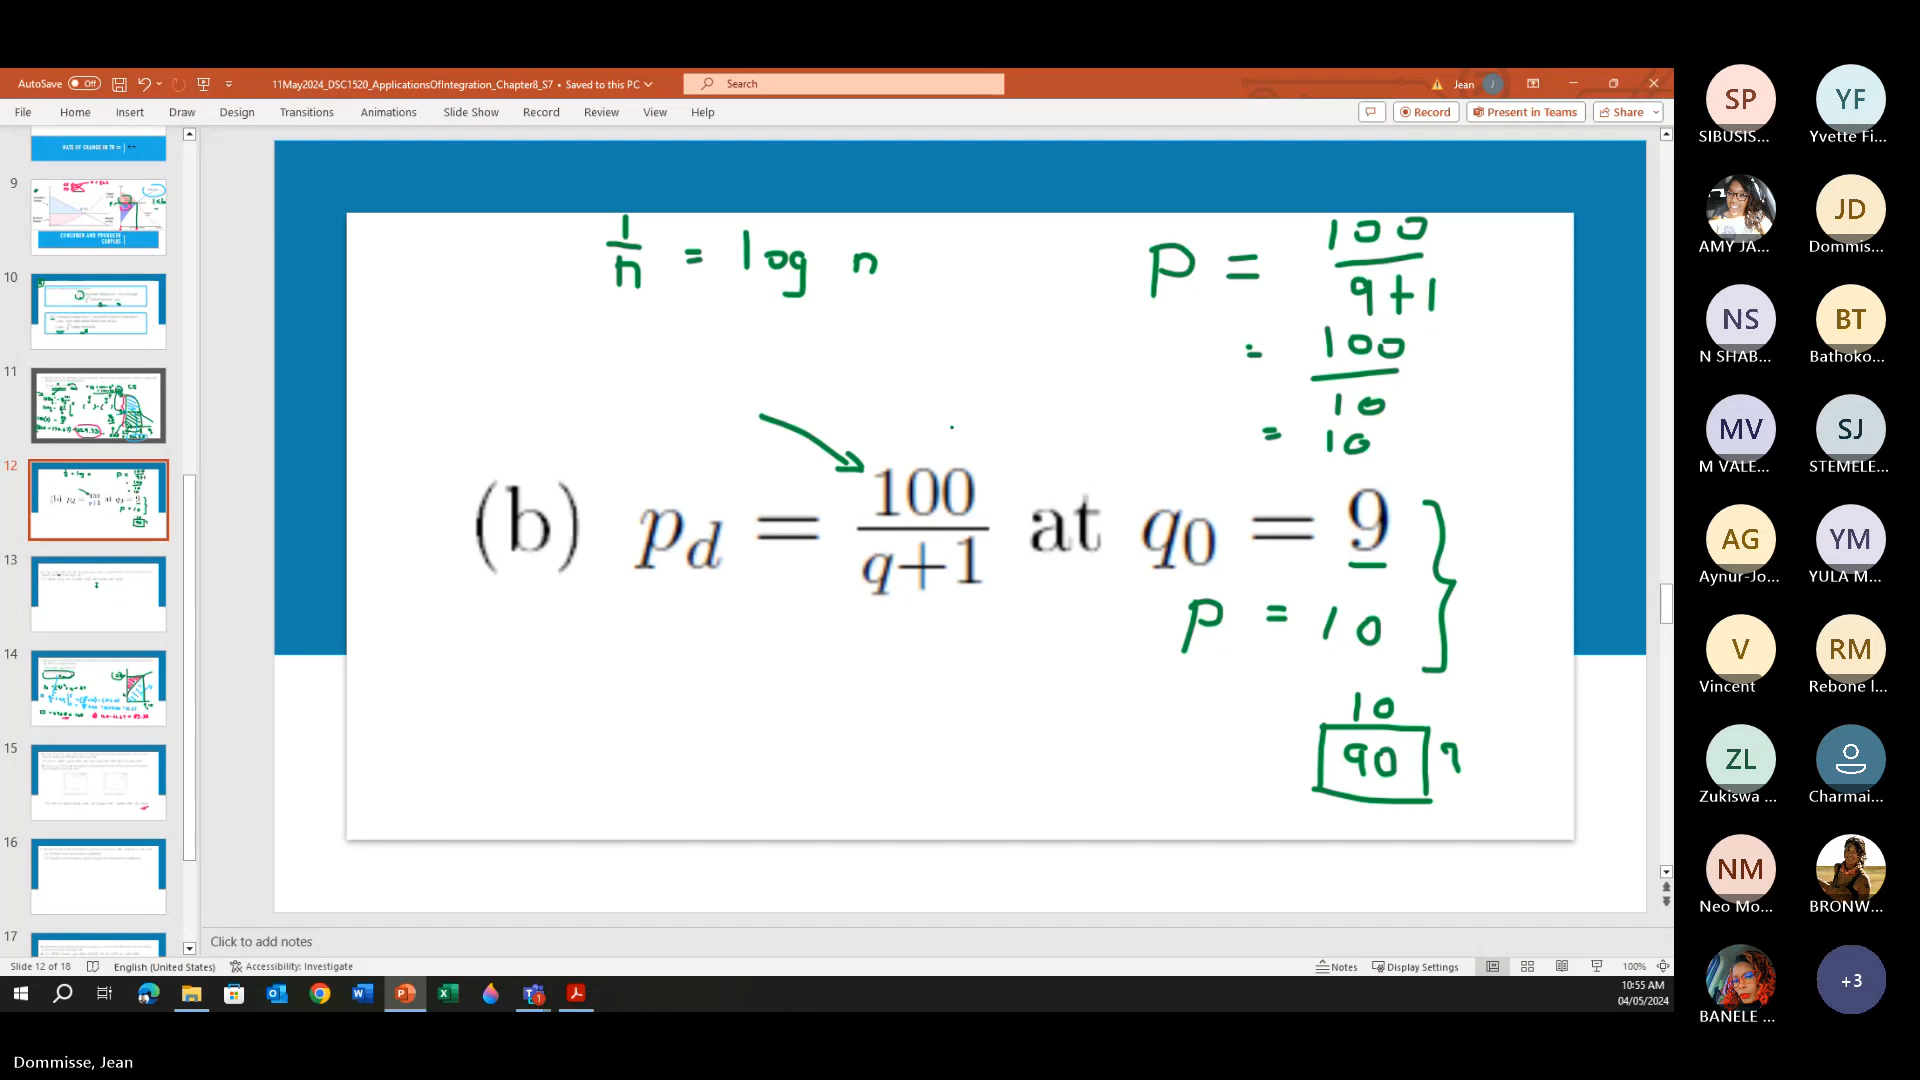 AutoSave Off
11May2024_DSC1520_ApplicationsOfIntegration_Chapter8_S7 • Saved to this PC
Search
Jean J
File Home Insert Draw Design Transitions Animations Slide Show Record Review View Help
Record Present in Teams Share
9
CONSUMER AND PRODUCER SURPLUS
10
11
12
13
14
15
16
17
1/n = log n
P = 100/(9+1)
= 100/10
= 10
(b) p_d = 100/(q+1) at q_0 = 9
P = 10
10
90 9
Click to add notes
Slide 12 of 18 English (United States) Accessibility: Investigate
Notes Display Settings 100%
10:55 AM
04/05/2024
SP YF
SIBUSIS... Yvette Fi...
JD
AMY JA... Dommis...
NS BT
N SHAB... Bathoko...
MV SJ
M VALE... STEMELE...
AG YM
Aynur-Jo... YULA M...
V RM
Vincent Rebone l...
ZL
Zukiswa ... Charmai...
NM
Neo Mo... BRONW...
+3
BANELE ...
Dommisse, Jean